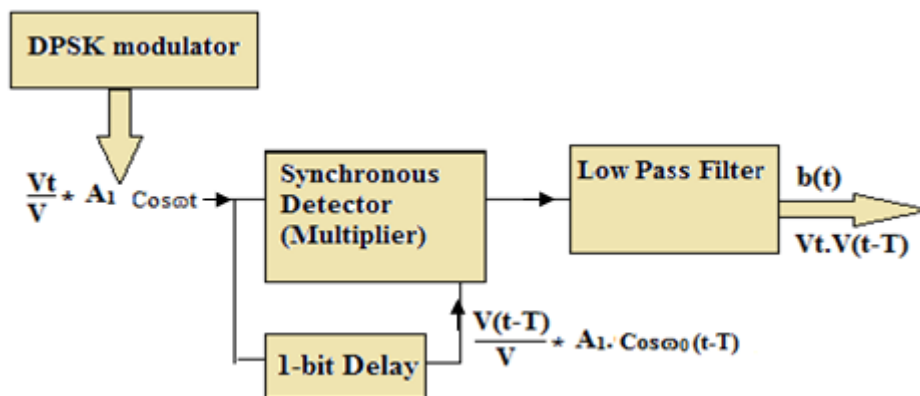 DPSK modulator
Vt/V * A1 Cosωt
Synchronous
Detector
(Multiplier)
Low Pass Filter
b(t)
Vt.V(t-T)
V(t-T)/V * A1. Cosω0(t-T)
1-bit Delay